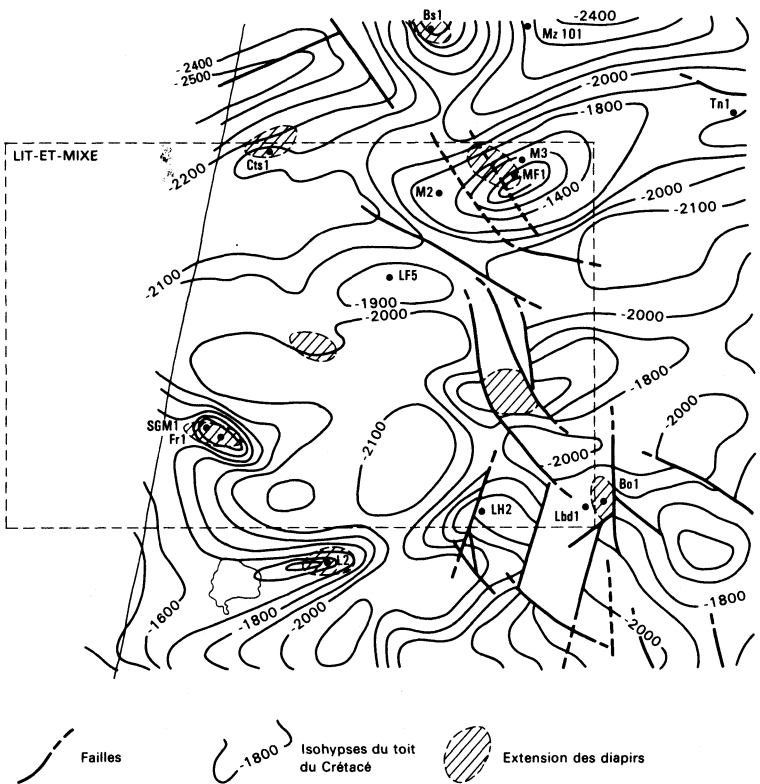 Bs1
-2400
Mz 101
-2400
-2500
-2000
-1800
Tn1
LIT-ET-MIXE
M3
Cts1
-2200
MF1
M2
-1400
-2000
-2100
-2100
LF5
-1900
-2000
-2000
-1800
-2000
SGM1
Fr1
-2100
-2000
Bo1
LH2
Lbd1
L2
-1600
-1800
-2000
-1800
-2000
Failles
-1800
Isohypses du toit
du Crétacé
Extension des diapirs